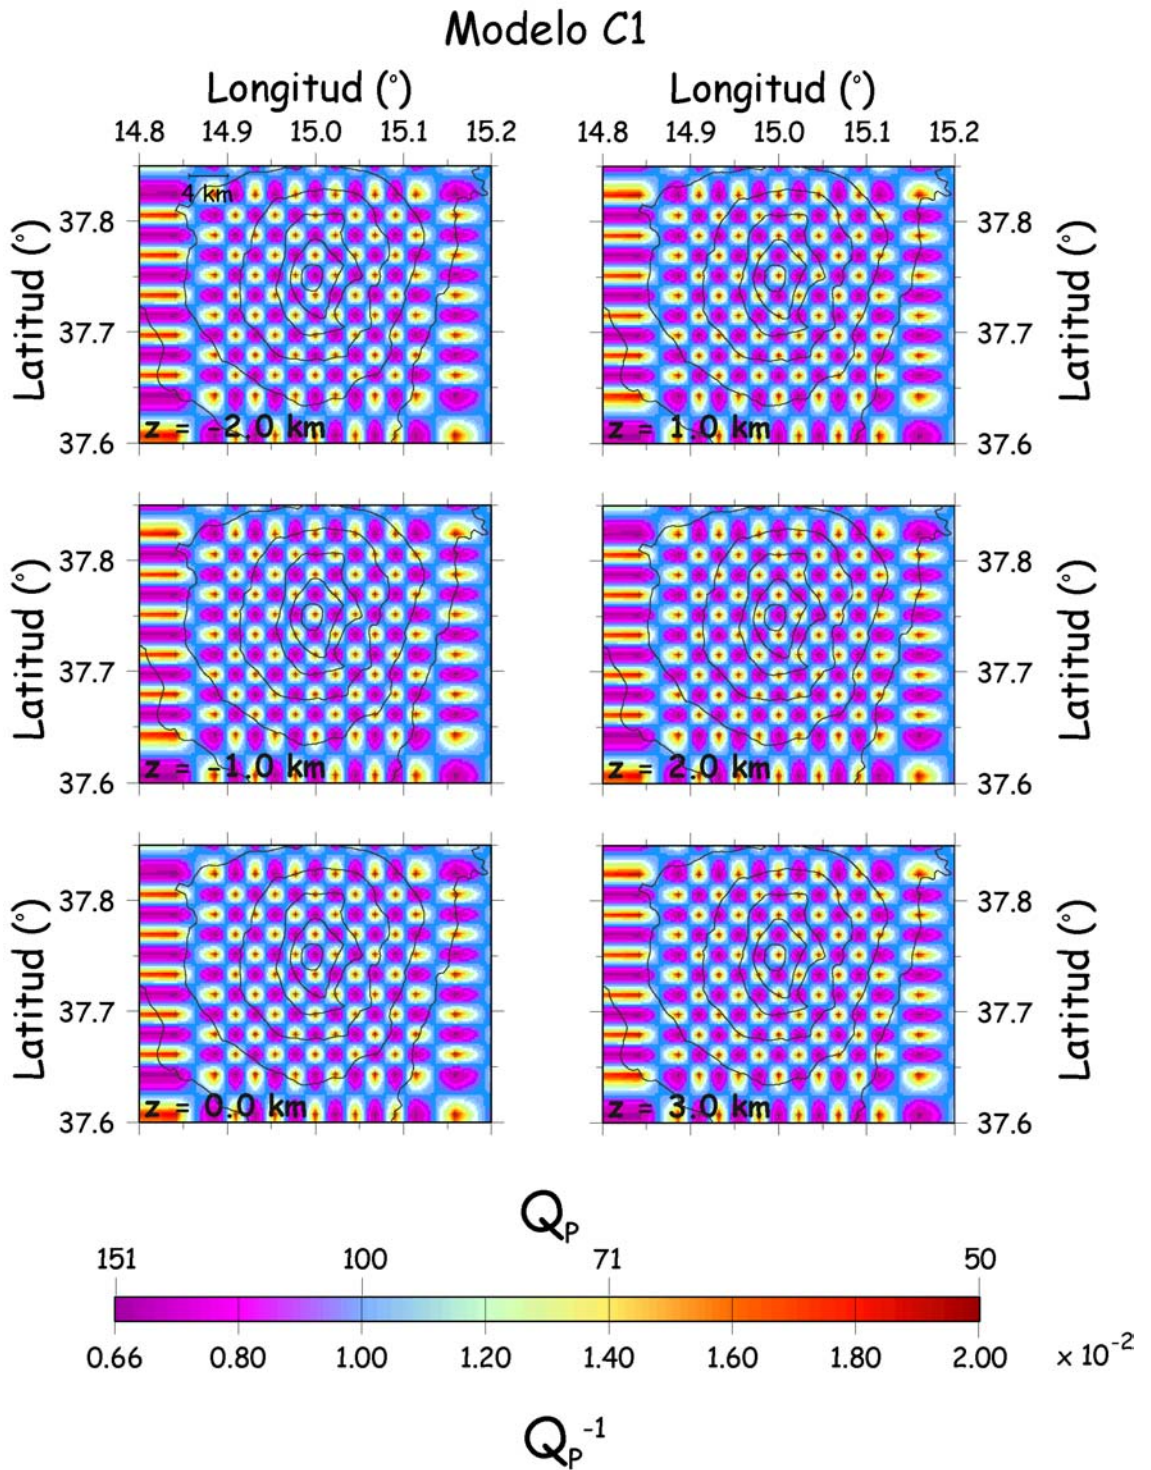 Modelo C1
Longitud (°) Longitud (°)
14.8 14.9 15.0 15.1 15.2 14.8 14.9 15.0 15.1 15.2
4 km
Latitud (°) 37.8 37.8 Latitud (°)
37.7 37.7
z = -2.0 km z = 1.0 km
37.6 37.6
Latitud (°) 37.8 37.8 Latitud (°)
37.7 37.7
z = -1.0 km z = 2.0 km
37.6 37.6
Latitud (°) 37.8 37.8 Latitud (°)
37.7 37.7
z = 0.0 km z = 3.0 km
37.6 37.6
Qₚ
151 100 71 50
0.66 0.80 1.00 1.20 1.40 1.60 1.80 2.00 x 10⁻²
Qₚ⁻¹